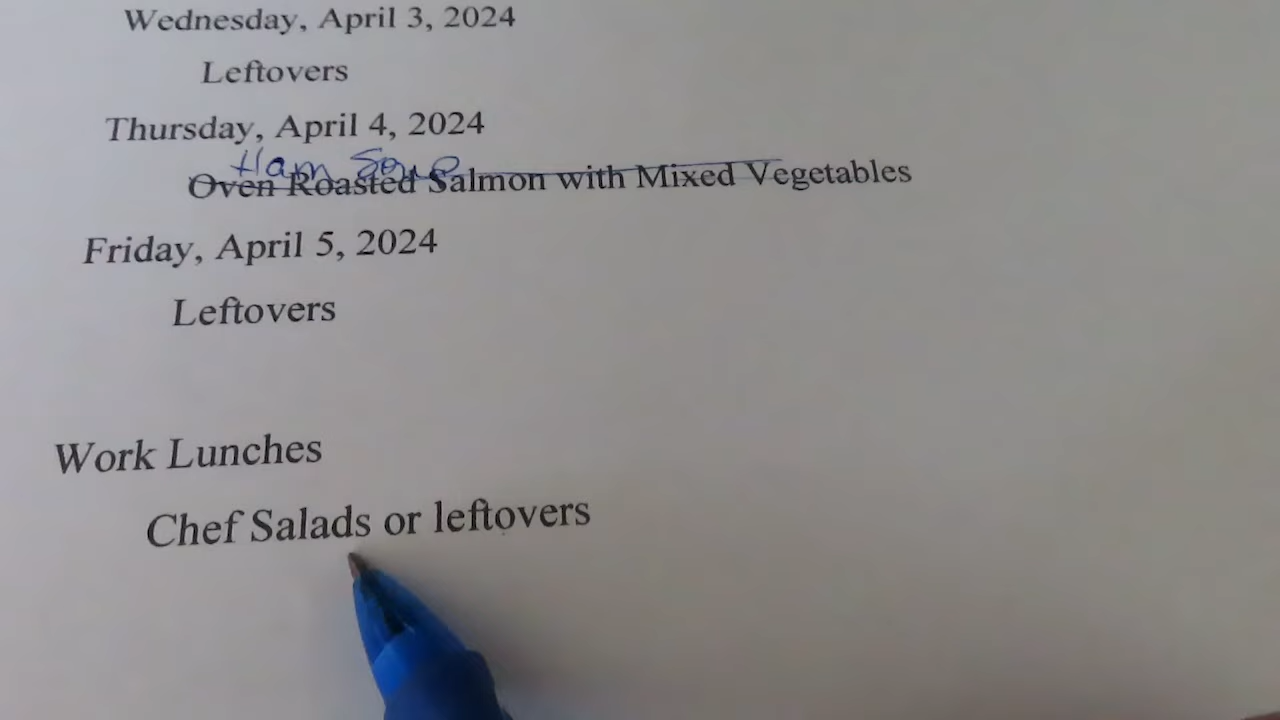 Wednesday, April 3, 2024
Leftovers
Thursday, April 4, 2024
Ham Soup
Oven Roasted Salmon with Mixed Vegetables
Friday, April 5, 2024
Leftovers
Work Lunches
Chef Salads or leftovers